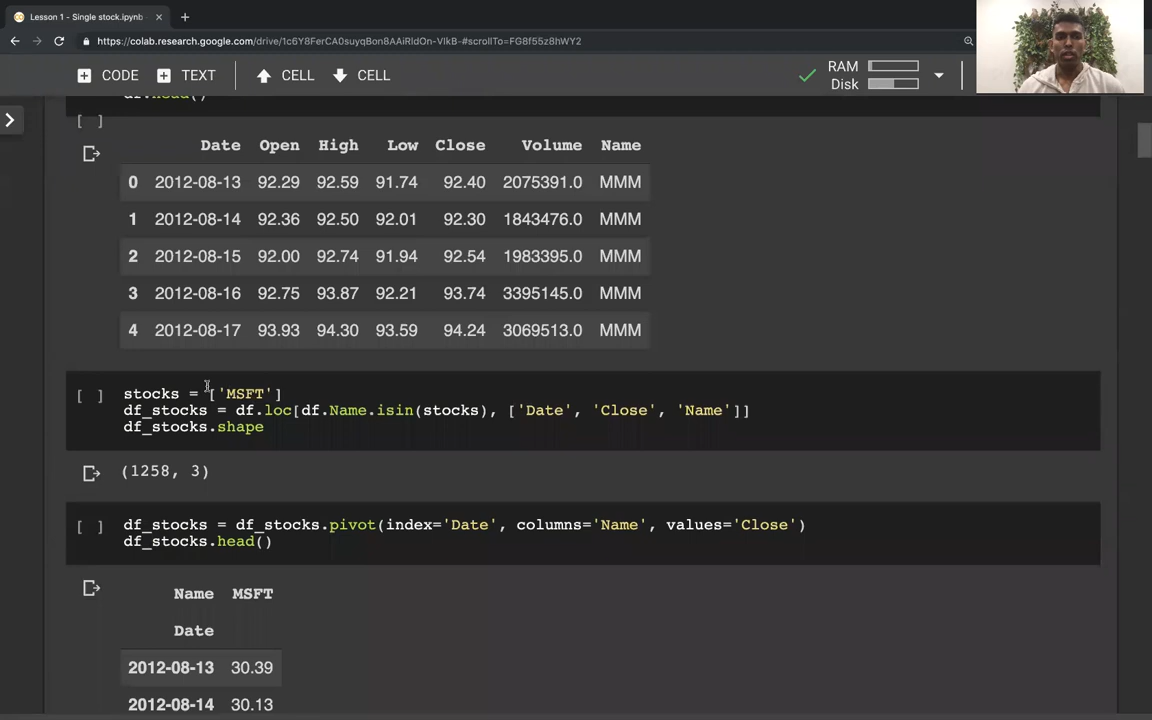 Lesson 1 - Single stock.ipynb
https://colab.research.google.com/drive/1c6Y8FerCA0suyqBon8AAiRldOn-VlkB-#scrollTo=FG8f55z8hWY2
CODE TEXT CELL CELL
RAM
Disk
df.head()
[ ]
Date Open High Low Close Volume Name
0 2012-08-13 92.29 92.59 91.74 92.40 2075391.0 MMM
1 2012-08-14 92.36 92.50 92.01 92.30 1843476.0 MMM
2 2012-08-15 92.00 92.74 91.94 92.54 1983395.0 MMM
3 2012-08-16 92.75 93.87 92.21 93.74 3395145.0 MMM
4 2012-08-17 93.93 94.30 93.59 94.24 3069513.0 MMM
[ ] stocks = ['MSFT']
df_stocks = df.loc[df.Name.isin(stocks), ['Date', 'Close', 'Name']]
df_stocks.shape
(1258, 3)
[ ] df_stocks = df_stocks.pivot(index='Date', columns='Name', values='Close')
df_stocks.head()
Name MSFT
Date
2012-08-13 30.39
2012-08-14 30.13